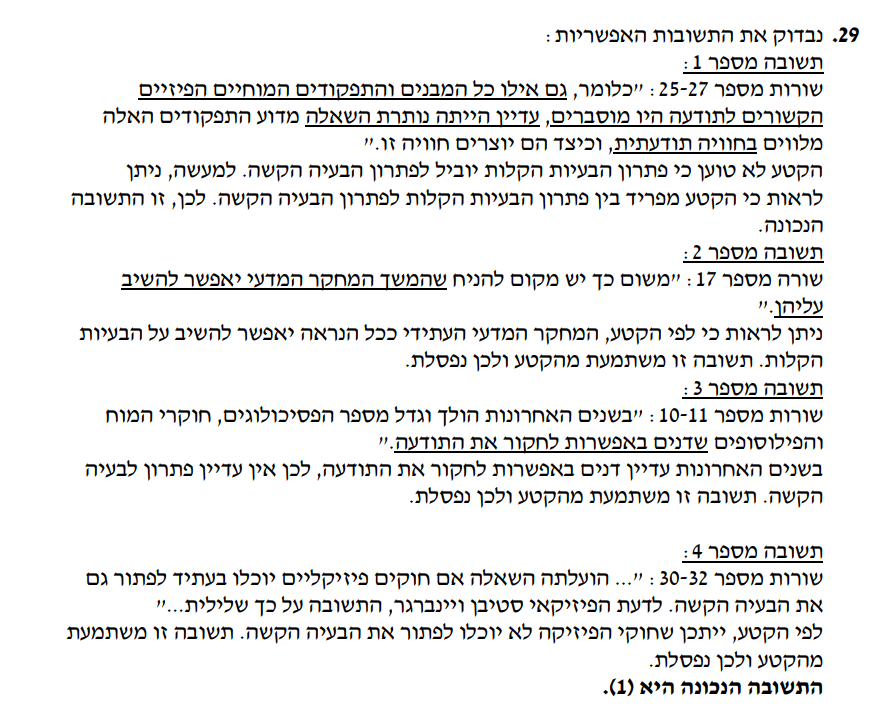 29. נבדוק את התשובות האפשריות:
תשובה מספר 1:
שורות מספר 25-27: "כלומר, גם אילו כל המבנים והתפקודים המוחיים הפיזיים
הקשורים לתודעה היו מוסברים, עדיין הייתה נותרת השאלה מדוע התפקודים האלה
מלווים בחוויה תודעתית, וכיצד הם יוצרים חוויה זו."
הקטע לא טוען כי פתרון הבעיות הקלות יוביל לפתרון הבעיה הקשה. למעשה, ניתן
לראות כי הקטע מפריד בין פתרון הבעיות הקלות לפתרון הבעיה הקשה. לכן, זו התשובה
הנכונה.
תשובה מספר 2:
שורה מספר 17: "משום כך יש מקום להניח שהמשך המחקר המדעי יאפשר להשיב
עליהן."
ניתן לראות כי לפי הקטע, המחקר המדעי העתידי ככל הנראה יאפשר להשיב על הבעיות
הקלות. תשובה זו משתמעת מהקטע ולכן נפסלת.
תשובה מספר 3:
שורות מספר 10-11: "בשנים האחרונות הולך וגדל מספר הפסיכולוגים, חוקרי המוח
והפילוסופים שדנים באפשרות לחקור את התודעה."
בשנים האחרונות עדיין דנים באפשרות לחקור את התודעה, לכן אין עדיין פתרון לבעיה
הקשה. תשובה זו משתמעת מהקטע ולכן נפסלת.
תשובה מספר 4:
שורות מספר 30-32: "... הועלתה השאלה אם חוקים פיזיקליים יוכלו בעתיד לפתור גם
את הבעיה הקשה. לדעת הפיזיקאי סטיבן ויינברגר, התשובה על כך שלילית..."
לפי הקטע, ייתכן שחוקי הפיזיקה לא יוכלו לפתור את הבעיה הקשה. תשובה זו משתמעת
מהקטע ולכן נפסלת.
התשובה הנכונה היא (1).